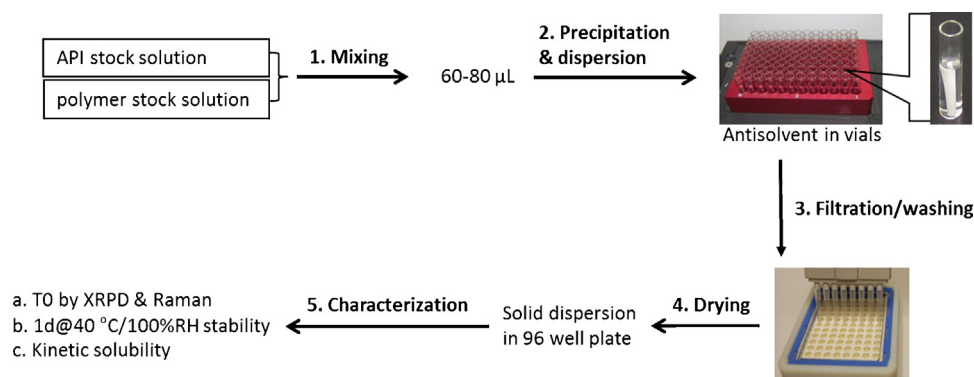 API stock solution
polymer stock solution
1. Mixing
60-80 µL
2. Precipitation
& dispersion
Antisolvent in vials
3. Filtration/washing
4. Drying
Solid dispersion
in 96 well plate
5. Characterization
a. T0 by XRPD & Raman
b. 1d@40 °C/100%RH stability
c. Kinetic solubility